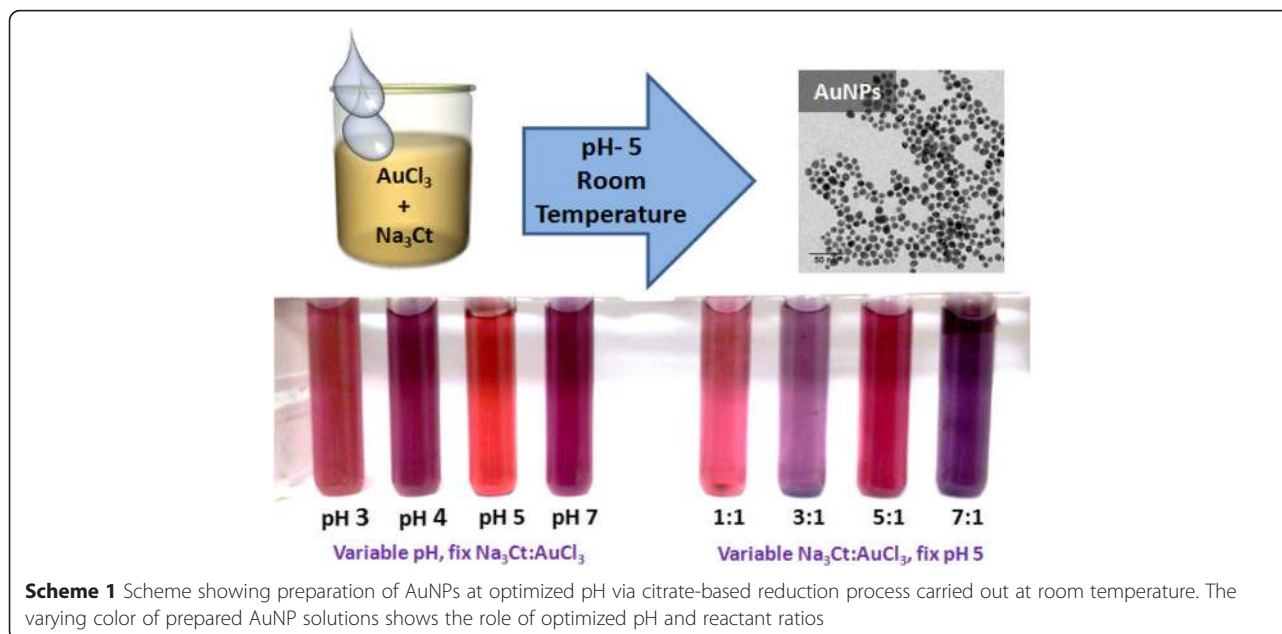 AuCl₃
+
Na₃Ct
pH- 5
Room
Temperature
AuNPs
50 nm
pH 3 pH 4 pH 5 pH 7
Variable pH, fix Na₃Ct:AuCl₃
1:1 3:1 5:1 7:1
Variable Na₃Ct:AuCl₃, fix pH 5
Scheme 1 Scheme showing preparation of AuNPs at optimized pH via citrate-based reduction process carried out at room temperature. The
varying color of prepared AuNP solutions shows the role of optimized pH and reactant ratios